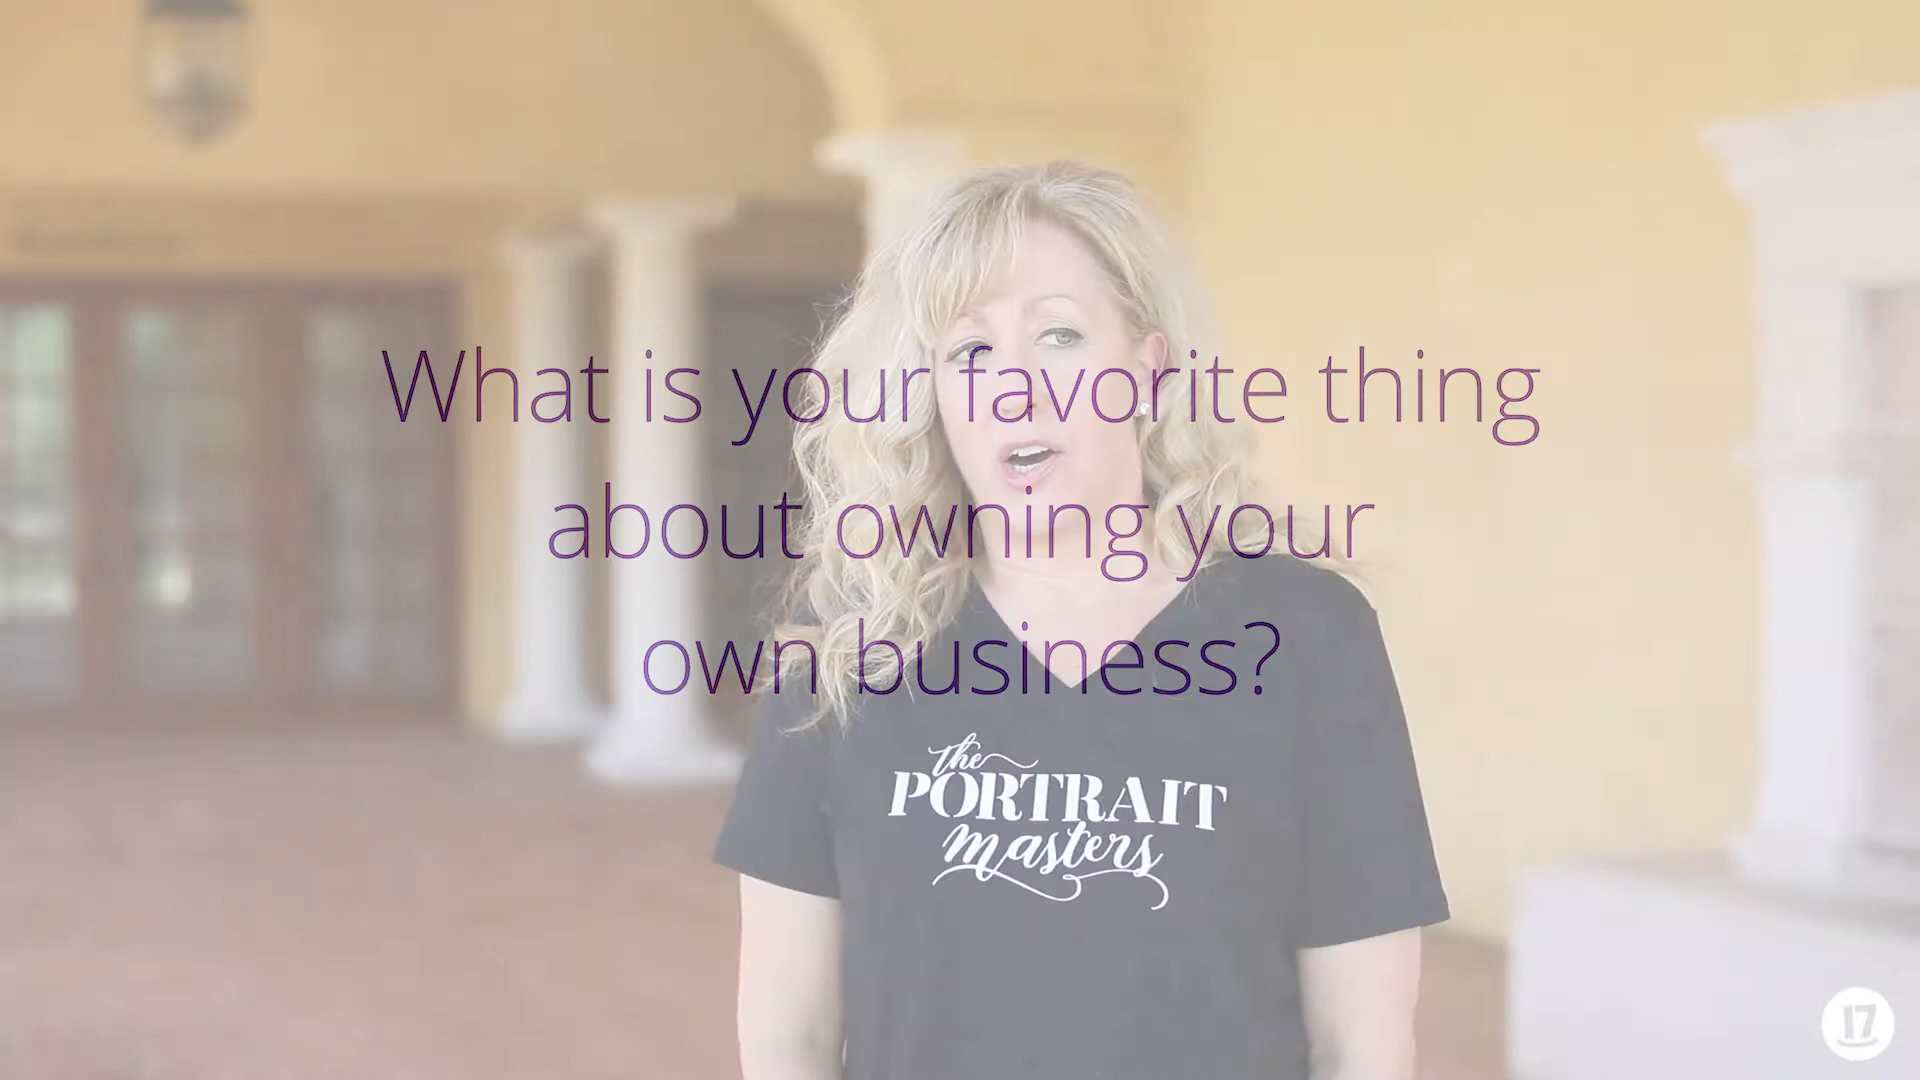 What is your favorite thing
about owning your
own business?
the
PORTRAIT
masters
17